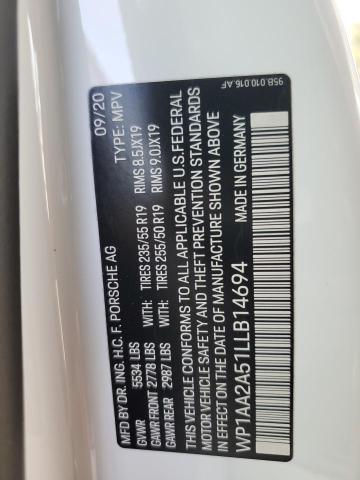 95B.010.016.AF
09/20
TYPE: MPV
MFD BY DR. ING. H.C. F. PORSCHE AG
GVWR 5534 LBS
GAWR FRONT 2778 LBS WITH: TIRES 235/55 R19 RIMS 8.5JX19
GAWR REAR 2987 LBS WITH: TIRES 255/50 R19 RIMS 9.0JX19
THIS VEHICLE CONFORMS TO ALL APPLICABLE U.S.FEDERAL
MOTOR VEHICLE SAFETY AND THEFT PREVENTION STANDARDS
IN EFFECT ON THE DATE OF MANUFACTURE SHOWN ABOVE
MADE IN GERMANY
WP1AA2A51LLB14694